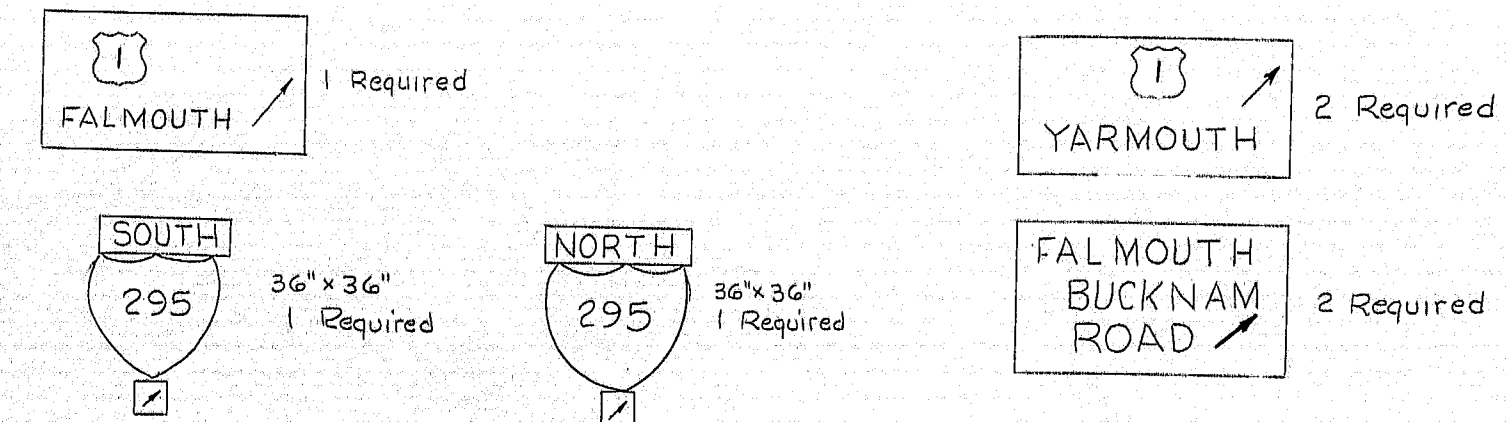 1
FALMOUTH
1 Required
1
YARMOUTH
2 Required
SOUTH
295
36"x36"
1 Required
NORTH
295
36"x36"
1 Required
FALMOUTH
BUCKNAM
ROAD
2 Required